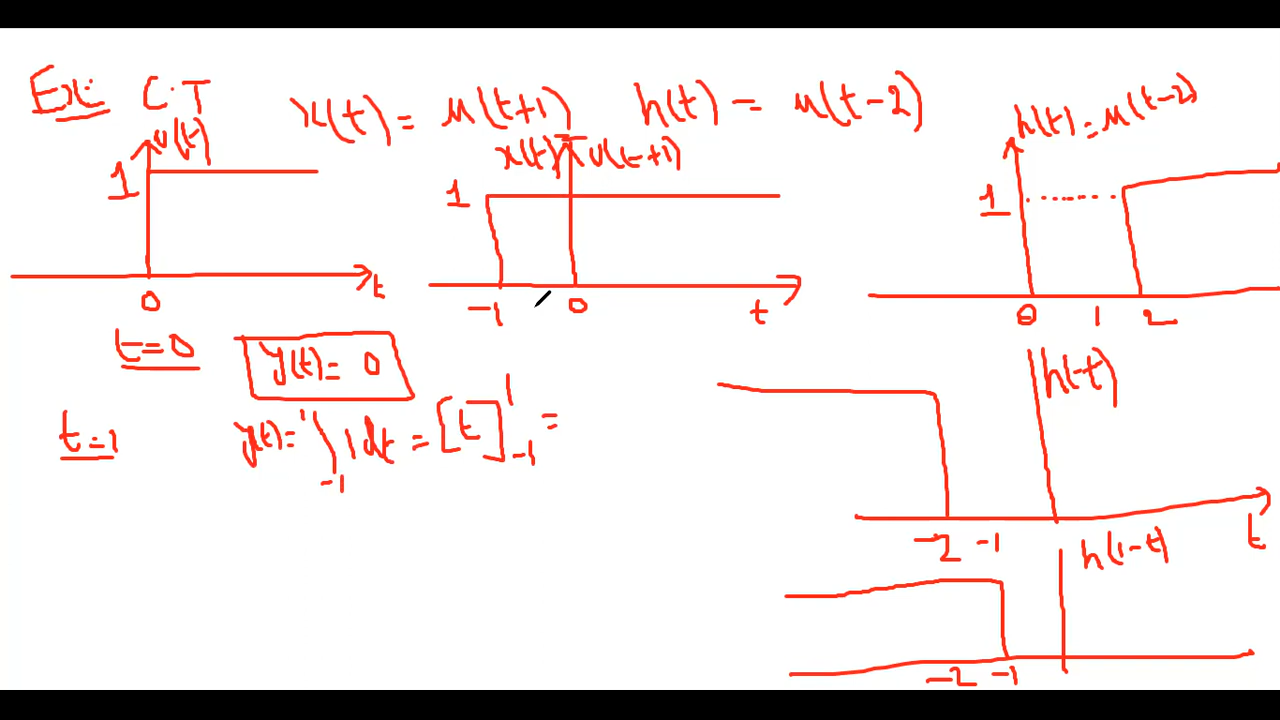 Ex:- C.T x(t) = u(t+1) h(t) = u(t-2)
u(t)
1
0
t
x(t) = u(t+1)
1
-1 0 t
h(t) = u(t-2)
1
0 1 2
t=0 y(t) = 0
t=1 y(t) = ∫_{-1}^{1} 1 dt = [t]_{-1}^{1} =
h(-t)
-2 -1 t
h(1-t)
-2 -1